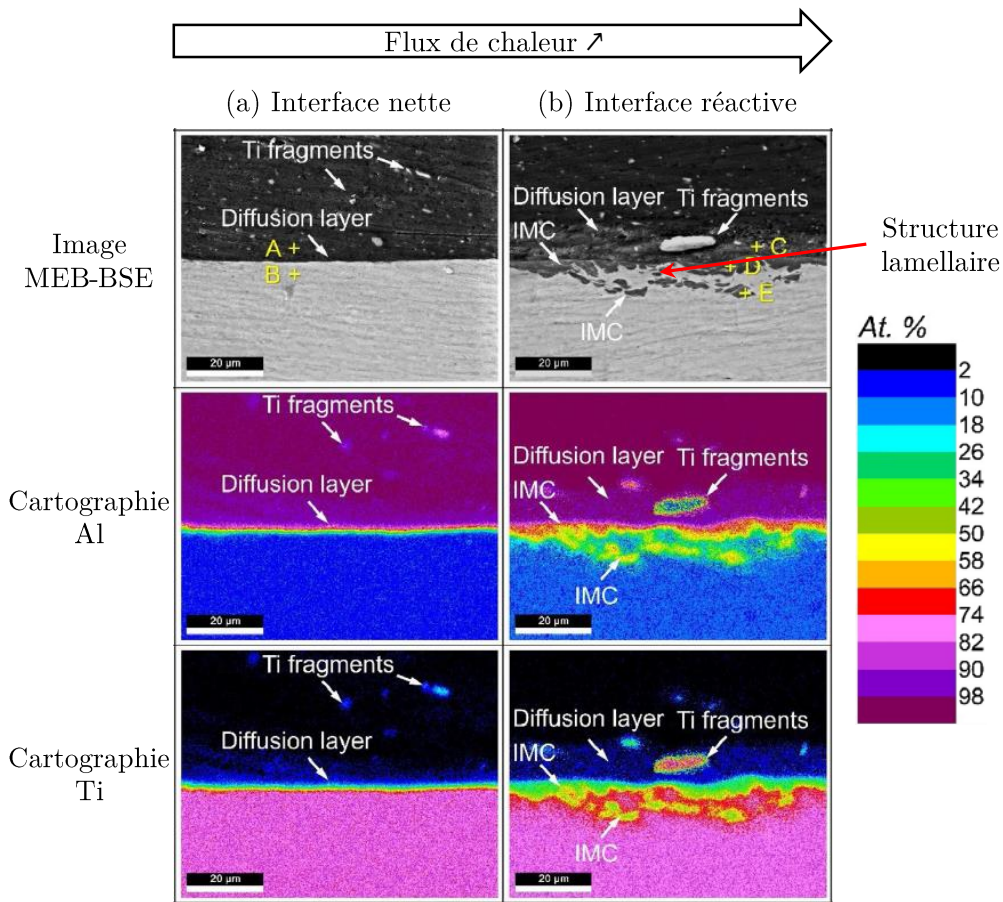 Flux de chaleur ↗
(a) Interface nette
(b) Interface réactive
Image
MEB-BSE
Ti fragments
Diffusion layer
A +
B +
20 µm
Diffusion layer
Ti fragments
IMC
+ C
+ D
+ E
IMC
20 µm
Structure
lamellaire
Cartographie
Al
Ti fragments
Diffusion layer
20 µm
Diffusion layer
Ti fragments
IMC
IMC
20 µm
Cartographie
Ti
Ti fragments
Diffusion layer
20 µm
Diffusion layer
Ti fragments
IMC
IMC
20 µm
At. %
2
10
18
26
34
42
50
58
66
74
82
90
98